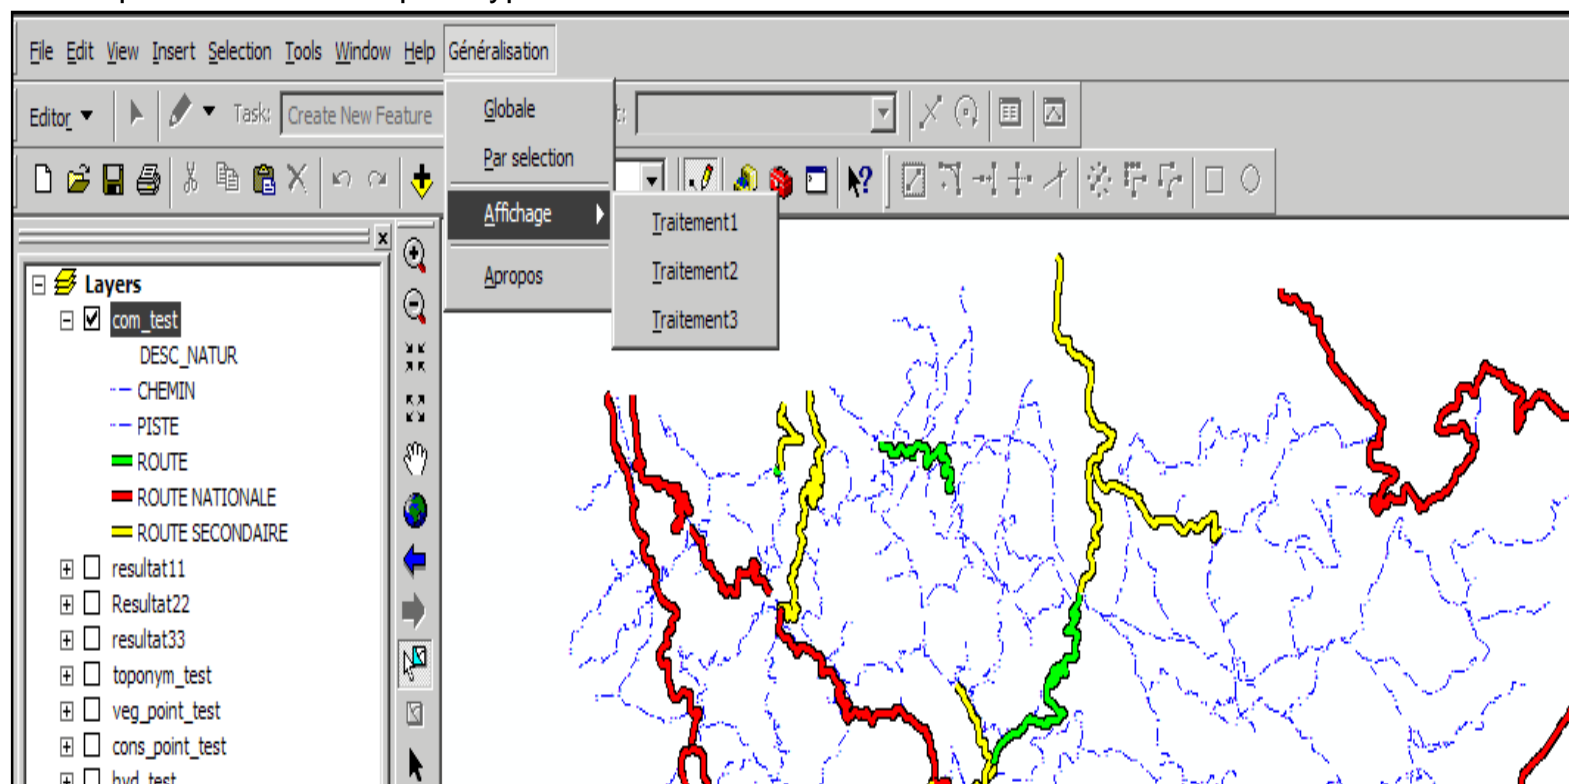 File Edit View Insert Selection Tools Window Help Généralisation
Editor Task: Create New Feature t:
Globale
Par selection
Affichage
Apropos
Traitement1
Traitement2
Traitement3
Layers
com_test
DESC_NATUR
CHEMIN
PISTE
ROUTE
ROUTE NATIONALE
ROUTE SECONDAIRE
resultat11
Resultat22
resultat33
toponym_test
veg_point_test
cons_point_test
hyd_test